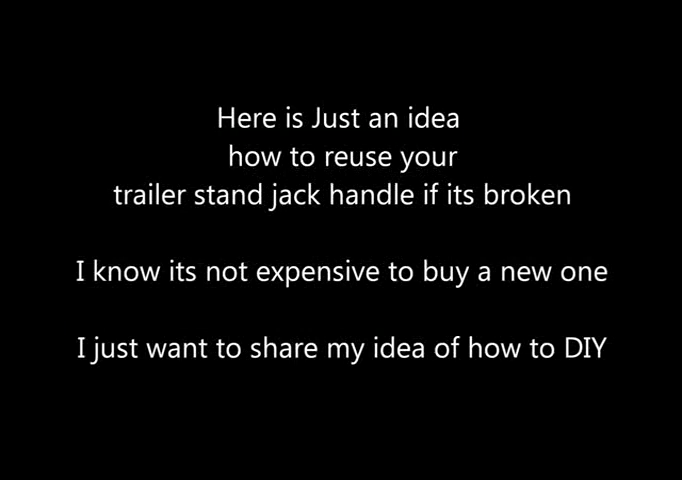 Here is Just an idea
how to reuse your
trailer stand jack handle if its broken
I know its not expensive to buy a new one
I just want to share my idea of how to DIY